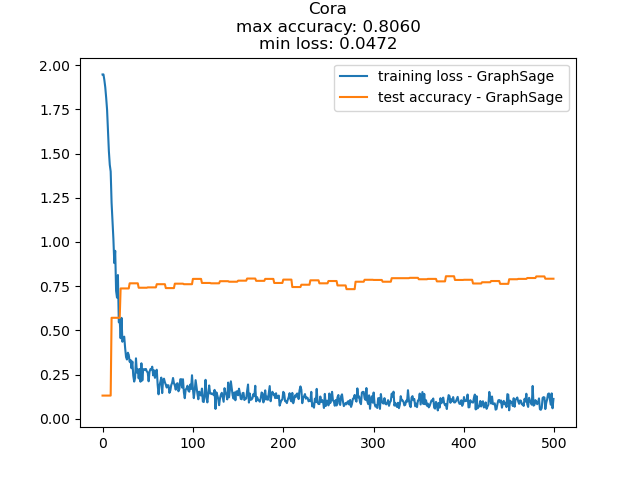 Cora
max accuracy: 0.8060
min loss: 0.0472
training loss - GraphSage
test accuracy - GraphSage
2.00
1.75
1.50
1.25
1.00
0.75
0.50
0.25
0.00
0 100 200 300 400 500